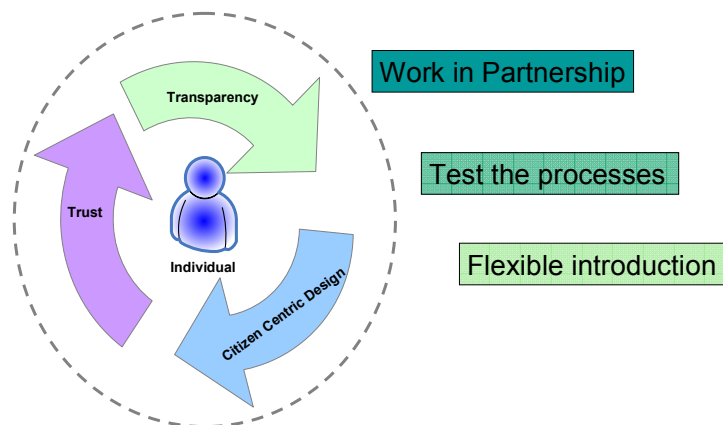 Transparency
Trust
Individual
Citizen Centric Design
Work in Partnership
Test the processes
Flexible introduction